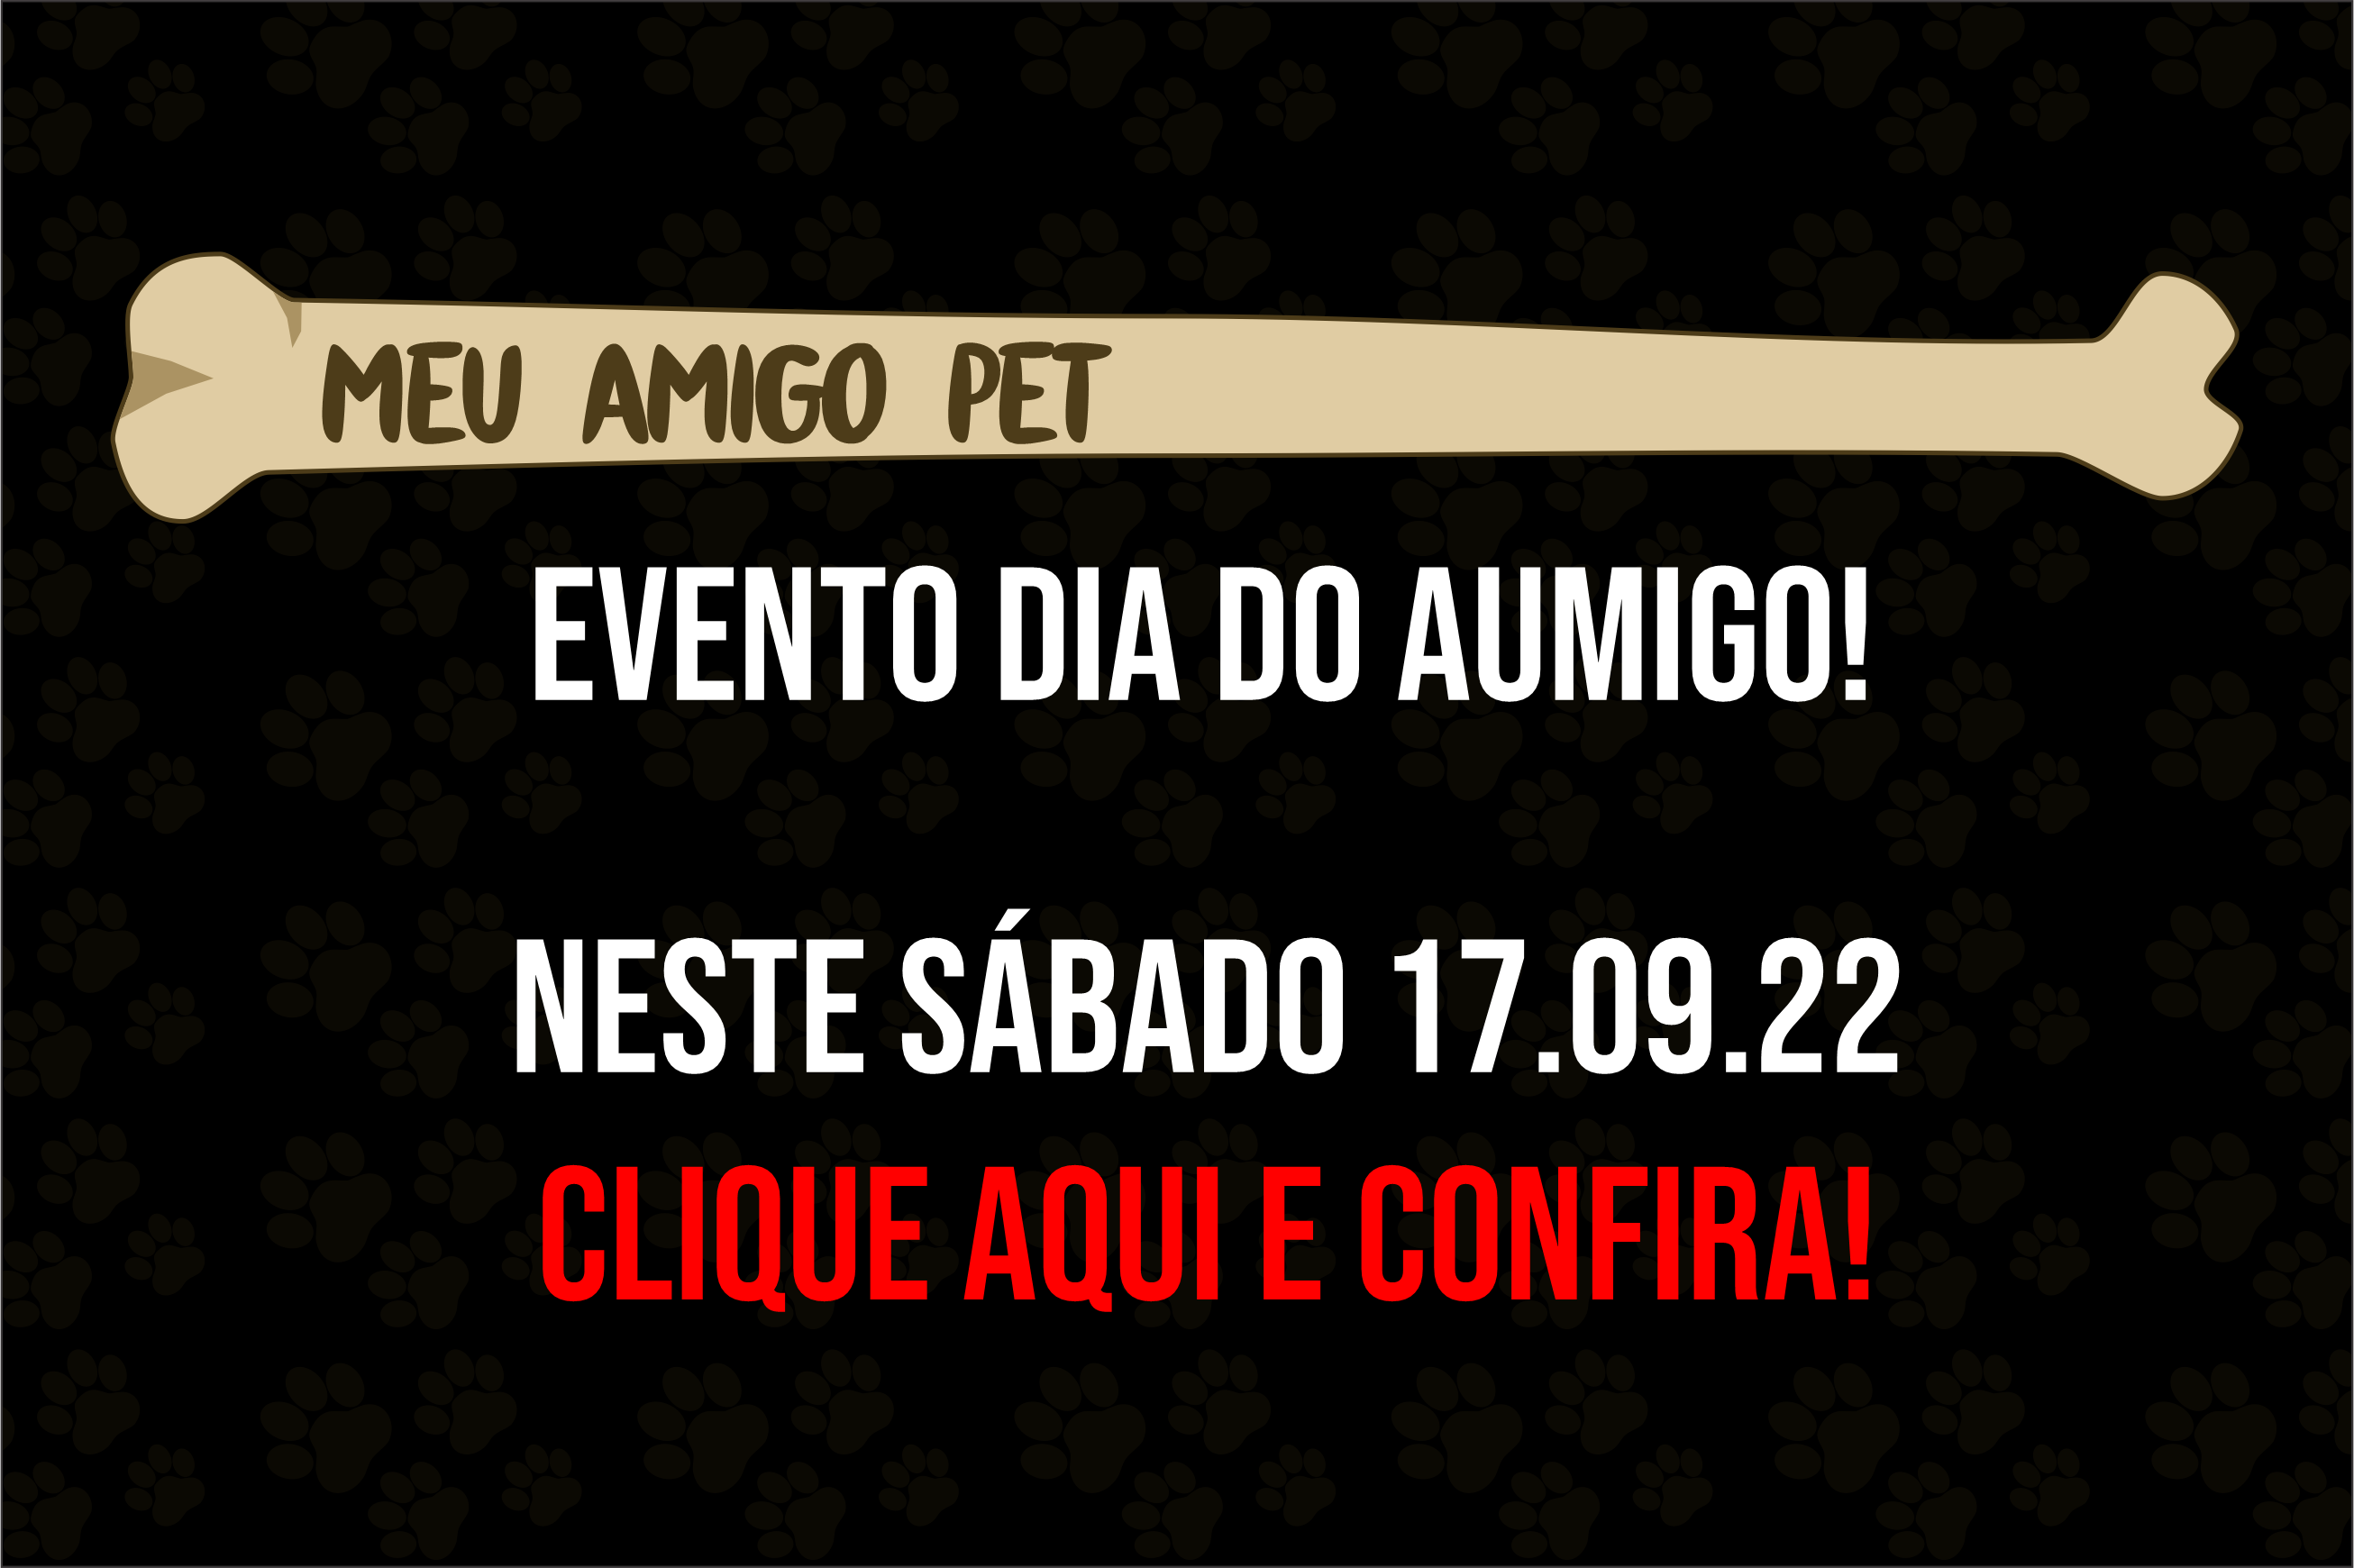 MEU AMIGO PET
EVENTO DIA DO AUMIGO!
NESTE SÁBADO 17.09.22
CLIQUE AQUI E CONFIRA!